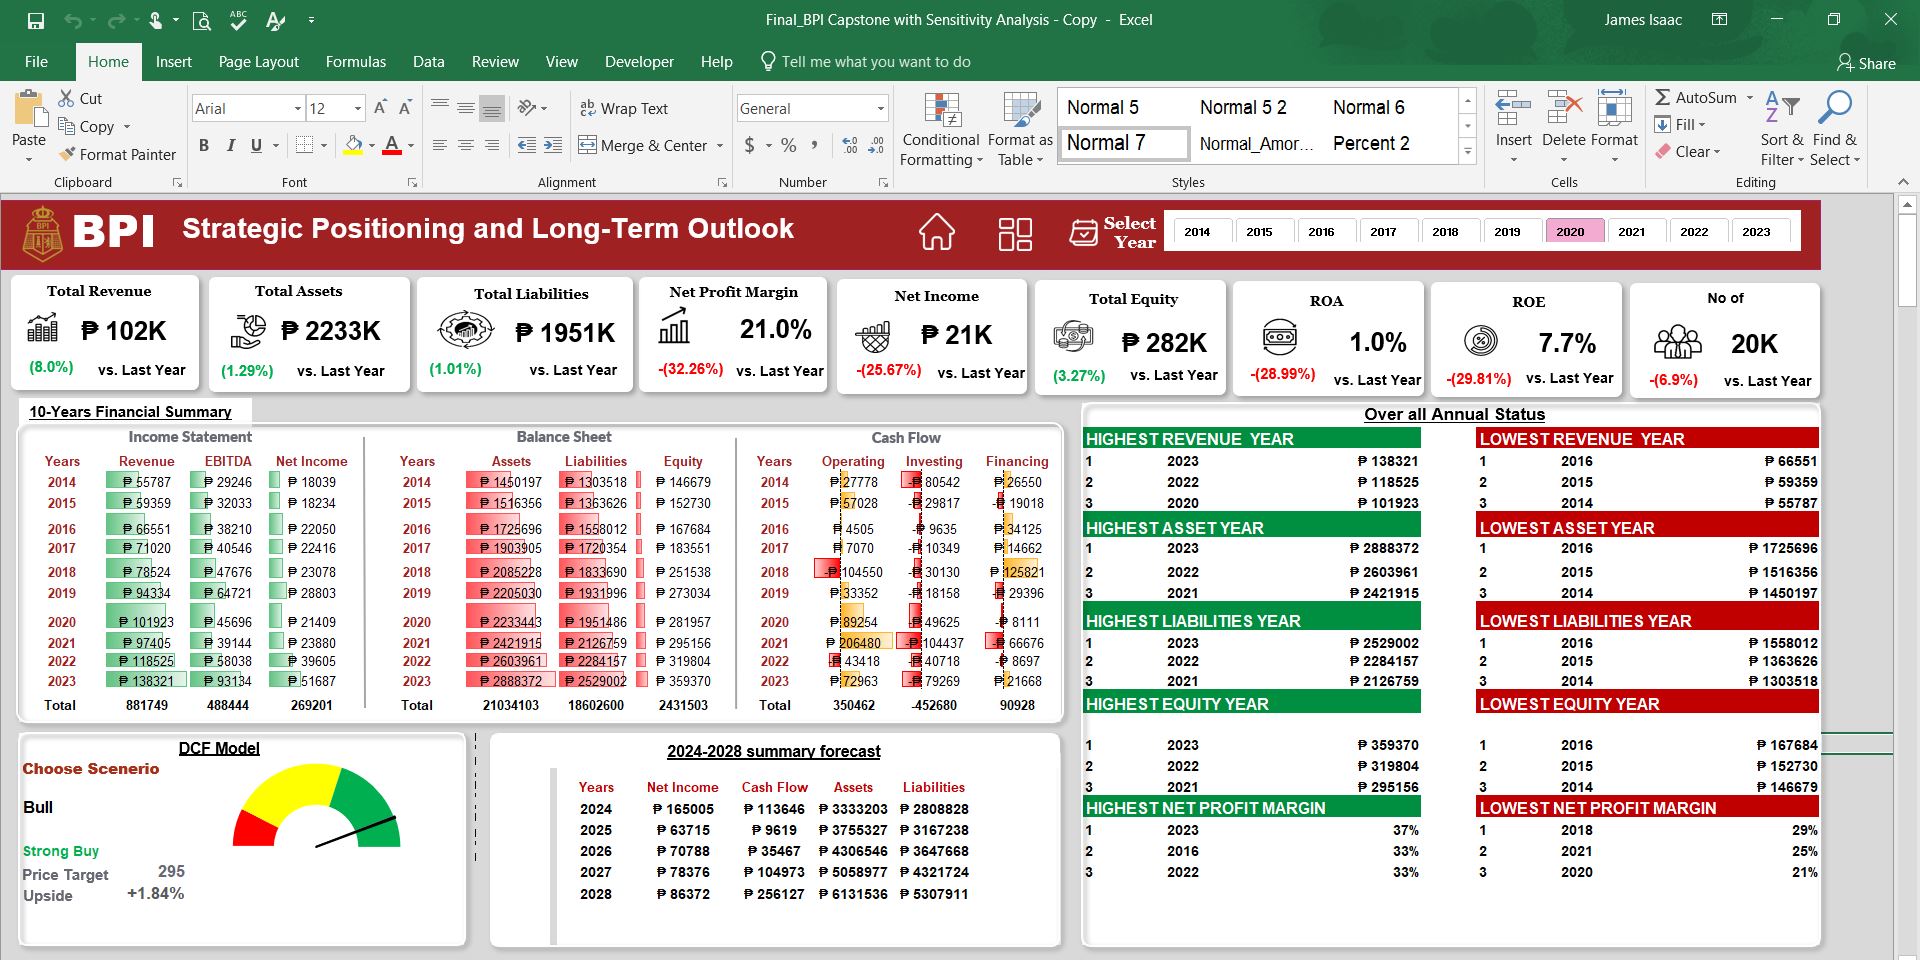 ABC
Final_BPI Capstone with Sensitivity Analysis - Copy - Excel
James Isaac
File Home Insert Page Layout Formulas Data Review View Developer Help Tell me what you want to do
Share
Paste
Cut
Copy
Format Painter
Clipboard
Arial 12
B I U
Font
Wrap Text
Merge & Center
Alignment
General
$ % ,
Number
Conditional Formatting
Format as Table
Normal 5 Normal 5 2 Normal 6
Normal 7 Normal_Amor... Percent 2
Styles
Insert Delete Format
Cells
AutoSum
Fill
Clear
Sort & Filter
Find & Select
Editing
BPI
BPI Strategic Positioning and Long-Term Outlook
Select Year
2014 2015 2016 2017 2018 2019 2020 2021 2022 2023
Total Revenue
₱ 102K
(8.0%) vs. Last Year
Total Assets
₱ 2233K
(1.29%) vs. Last Year
Total Liabilities
₱ 1951K
(1.01%) vs. Last Year
Net Profit Margin
21.0%
-(32.26%) vs. Last Year
Net Income
₱ 21K
-(25.67%) vs. Last Year
Total Equity
₱ 282K
(3.27%) vs. Last Year
ROA
1.0%
-(28.99%) vs. Last Year
ROE
7.7%
-(29.81%) vs. Last Year
No of
20K
-(6.9%) vs. Last Year
10-Years Financial Summary
Income Statement
Years Revenue EBITDA Net Income
2014 ₱ 55787 ₱ 29246 ₱ 18039
2015 ₱ 59359 ₱ 32033 ₱ 18234
2016 ₱ 66551 ₱ 38210 ₱ 22050
2017 ₱ 71020 ₱ 40546 ₱ 22416
2018 ₱ 78524 ₱ 47676 ₱ 23078
2019 ₱ 94334 ₱ 64721 ₱ 28803
2020 ₱ 101923 ₱ 45696 ₱ 21409
2021 ₱ 97405 ₱ 39144 ₱ 23880
2022 ₱ 118525 ₱ 58038 ₱ 39605
2023 ₱ 138321 ₱ 93134 ₱ 51687
Total 881749 488444 269201
Balance Sheet
Years Assets Liabilities Equity
2014 ₱ 1450197 ₱ 1303518 ₱ 146679
2015 ₱ 1516356 ₱ 1363626 ₱ 152730
2016 ₱ 1725696 ₱ 1558012 ₱ 167684
2017 ₱ 1903905 ₱ 1720354 ₱ 183551
2018 ₱ 2085228 ₱ 1833690 ₱ 251538
2019 ₱ 2205030 ₱ 1931996 ₱ 273034
2020 ₱ 2233443 ₱ 1951486 ₱ 281957
2021 ₱ 2421915 ₱ 2126759 ₱ 295156
2022 ₱ 2603961 ₱ 2284157 ₱ 319804
2023 ₱ 2888372 ₱ 2529002 ₱ 359370
Total 21034103 18602600 2431503
Cash Flow
Years Operating Investing Financing
2014 ₱ 27778 -₱ 80542 ₱ 26550
2015 ₱ 57028 -₱ 29817 -₱ 19018
2016 ₱ 4505 -₱ 9635 ₱ 34125
2017 ₱ 7070 -₱ 10349 ₱ 14662
2018 -₱ 104550 -₱ 30130 ₱ 125821
2019 ₱ 33352 -₱ 18158 -₱ 29396
2020 ₱ 89254 -₱ 49625 -₱ 8111
2021 ₱ 206480 -₱ 104437 -₱ 66676
2022 -₱ 43418 -₱ 40718 -₱ 8697
2023 ₱ 72963 -₱ 79269 ₱ 21668
Total 350462 -452680 90928
Over all Annual Status
HIGHEST REVENUE YEAR
1 2023 ₱ 138321
2 2022 ₱ 118525
3 2020 ₱ 101923
HIGHEST ASSET YEAR
1 2023 ₱ 2888372
2 2022 ₱ 2603961
3 2021 ₱ 2421915
HIGHEST LIABILITIES YEAR
1 2023 ₱ 2529002
2 2022 ₱ 2284157
3 2021 ₱ 2126759
HIGHEST EQUITY YEAR
1 2023 ₱ 359370
2 2022 ₱ 319804
3 2021 ₱ 295156
HIGHEST NET PROFIT MARGIN
1 2023 37%
2 2016 33%
3 2022 33%
LOWEST REVENUE YEAR
1 2016 ₱ 66551
2 2015 ₱ 59359
3 2014 ₱ 55787
LOWEST ASSET YEAR
1 2016 ₱ 1725696
2 2015 ₱ 1516356
3 2014 ₱ 1450197
LOWEST LIABILITIES YEAR
1 2016 ₱ 1558012
2 2015 ₱ 1363626
3 2014 ₱ 1303518
LOWEST EQUITY YEAR
1 2016 ₱ 167684
2 2015 ₱ 152730
3 2014 ₱ 146679
LOWEST NET PROFIT MARGIN
1 2018 29%
2 2021 25%
3 2020 21%
DCF Model
Choose Scenerio
Bull
Strong Buy
Price Target 295
Upside +1.84%
2024-2028 summary forecast
Years Net Income Cash Flow Assets Liabilities
2024 ₱ 165005 ₱ 113646 ₱ 3333203 ₱ 2808828
2025 ₱ 63715 ₱ 9619 ₱ 3755327 ₱ 3167238
2026 ₱ 70788 ₱ 35467 ₱ 4306546 ₱ 3647668
2027 ₱ 78376 ₱ 104973 ₱ 5058977 ₱ 4321724
2028 ₱ 86372 ₱ 256127 ₱ 6131536 ₱ 5307911